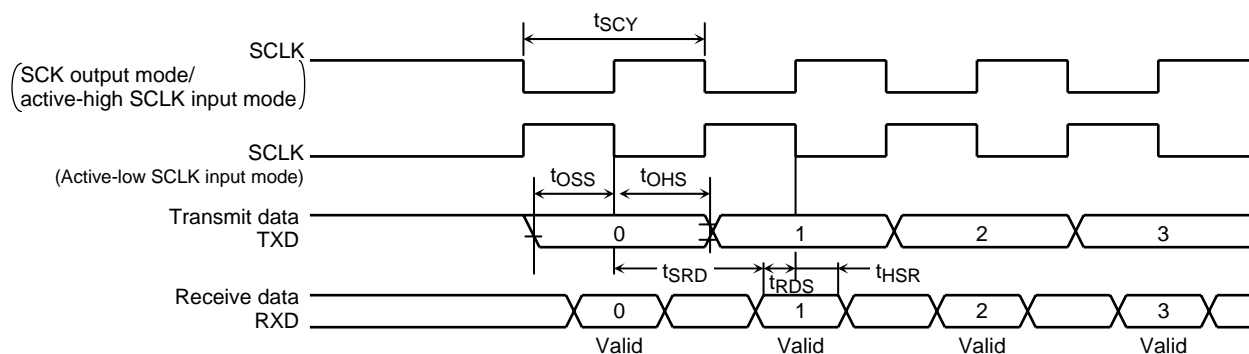 tSCY
SCLK
(SCK output mode/
active-high SCLK input mode)
SCLK
(Active-low SCLK input mode)
tOSS
tOHS
Transmit data
TXD
0
1
2
3
tSRD
tRDS
tHSR
Receive data
RXD
0
1
2
3
Valid
Valid
Valid
Valid